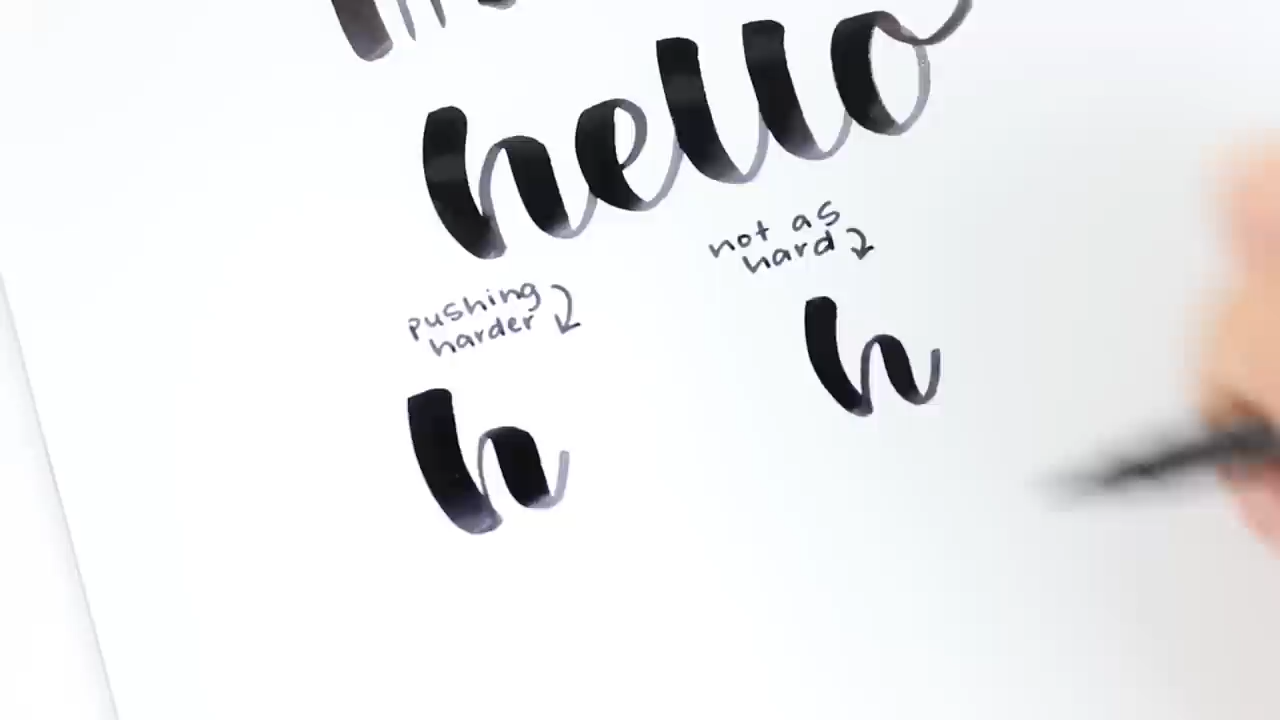 hello
pushing
harder
h
not as
hard
h